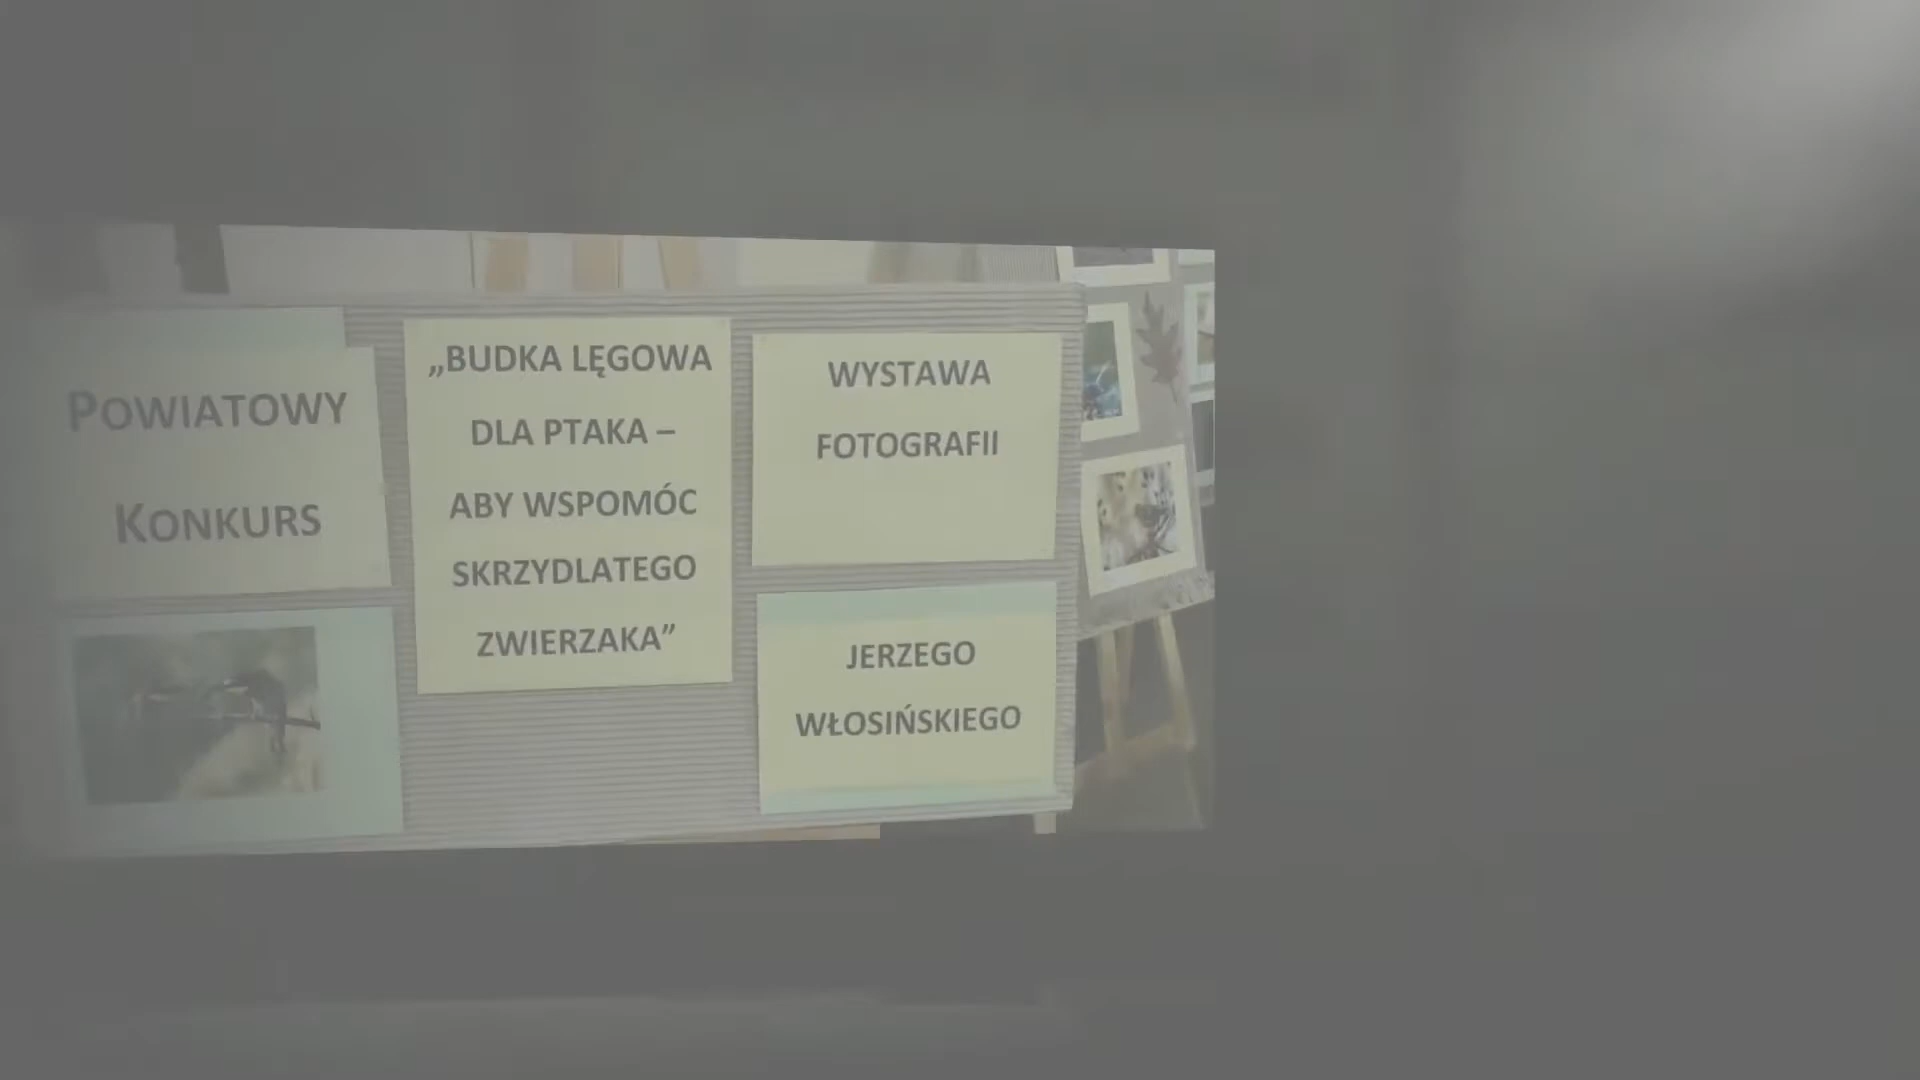 POWIATOWY
KONKURS
„BUDKA LĘGOWA
DLA PTAKA –
ABY WSPOMÓC
SKRZYDLATEGO
ZWIERZAKA”
WYSTAWA
FOTOGRAFII
JERZEGO
WŁOSIŃSKIEGO